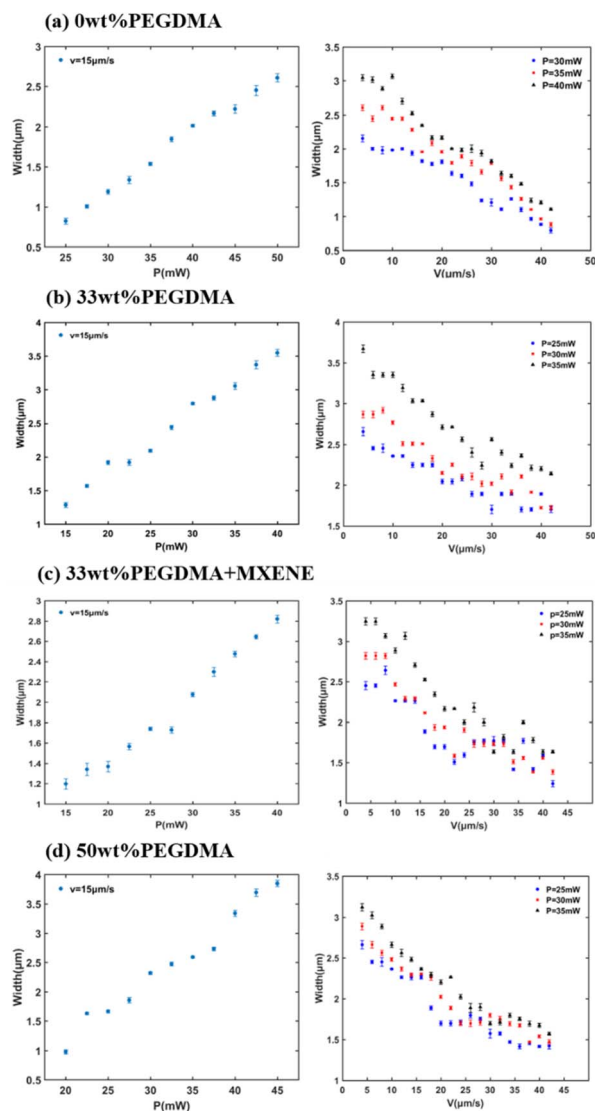 (a) 0wt%PEGDMA
v=15μm/s
Width(μm)
3
2.5
2
1.5
1
0.5
25 30 35 40 45 50
P(mW)
P=30mW
P=35mW
P=40mW
Width(μm)
3.5
3
2.5
2
1.5
1
0.5
0 10 20 30 40 50
V(μm/s)
(b) 33wt%PEGDMA
v=15μm/s
Width(μm)
4
3.5
3
2.5
2
1.5
1
15 20 25 30 35 40
P(mW)
P=25mW
P=30mW
P=35mW
Width(μm)
4
3.5
3
2.5
2
1.5
1
0 10 20 30 40 50
V(μm/s)
(c) 33wt%PEGDMA+MXENE
v=15μm/s
Width(μm)
3
2.8
2.6
2.4
2.2
2
1.8
1.6
1.4
1.2
1
15 20 25 30 35 40
P(mW)
p=25mW
p=30mW
p=35mW
Width(μm)
3.5
3
2.5
2
1.5
1
5 10 15 20 25 30 35 40 45
V(μm/s)
(d) 50wt%PEGDMA
v=15μm/s
Width(μm)
4
3.5
3
2.5
2
1.5
1
0.5
20 25 30 35 40 45
P(mW)
P=25mW
P=30mW
P=35mW
Width(μm)
3.5
3
2.5
2
1.5
1
5 10 15 20 25 30 35 40 45
V(μm/s)